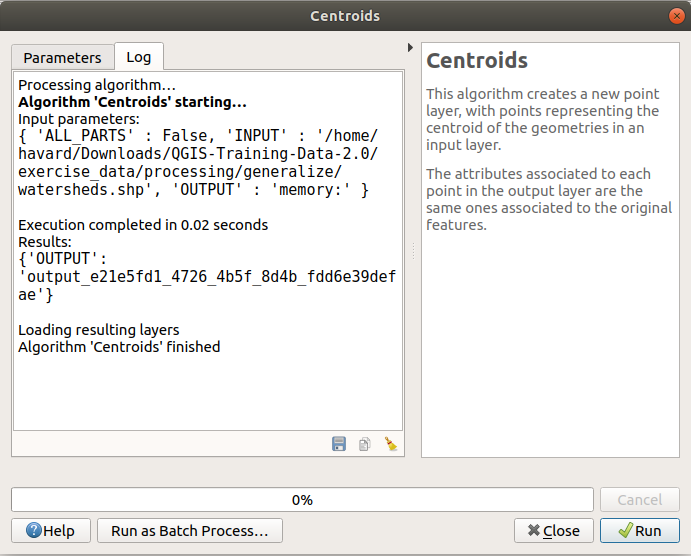 Centroids
Parameters
Log
Processing algorithm…
Algorithm 'Centroids' starting…
Input parameters:
{ 'ALL_PARTS' : False, 'INPUT' : '/home/
havard/Downloads/QGIS-Training-Data-2.0/
exercise_data/processing/generalize/
watersheds.shp', 'OUTPUT' : 'memory:' }
Execution completed in 0.02 seconds
Results:
{'OUTPUT':
'output_e21e5fd1_4726_4b5f_8d4b_fdd6e39def
ae'}
Loading resulting layers
Algorithm 'Centroids' finished
Centroids
This algorithm creates a new point
layer, with points representing the
centroid of the geometries in an
input layer.
The attributes associated to each
point in the output layer are the
same ones associated to the original
features.
0%
Cancel
Help
Run as Batch Process…
Close
Run